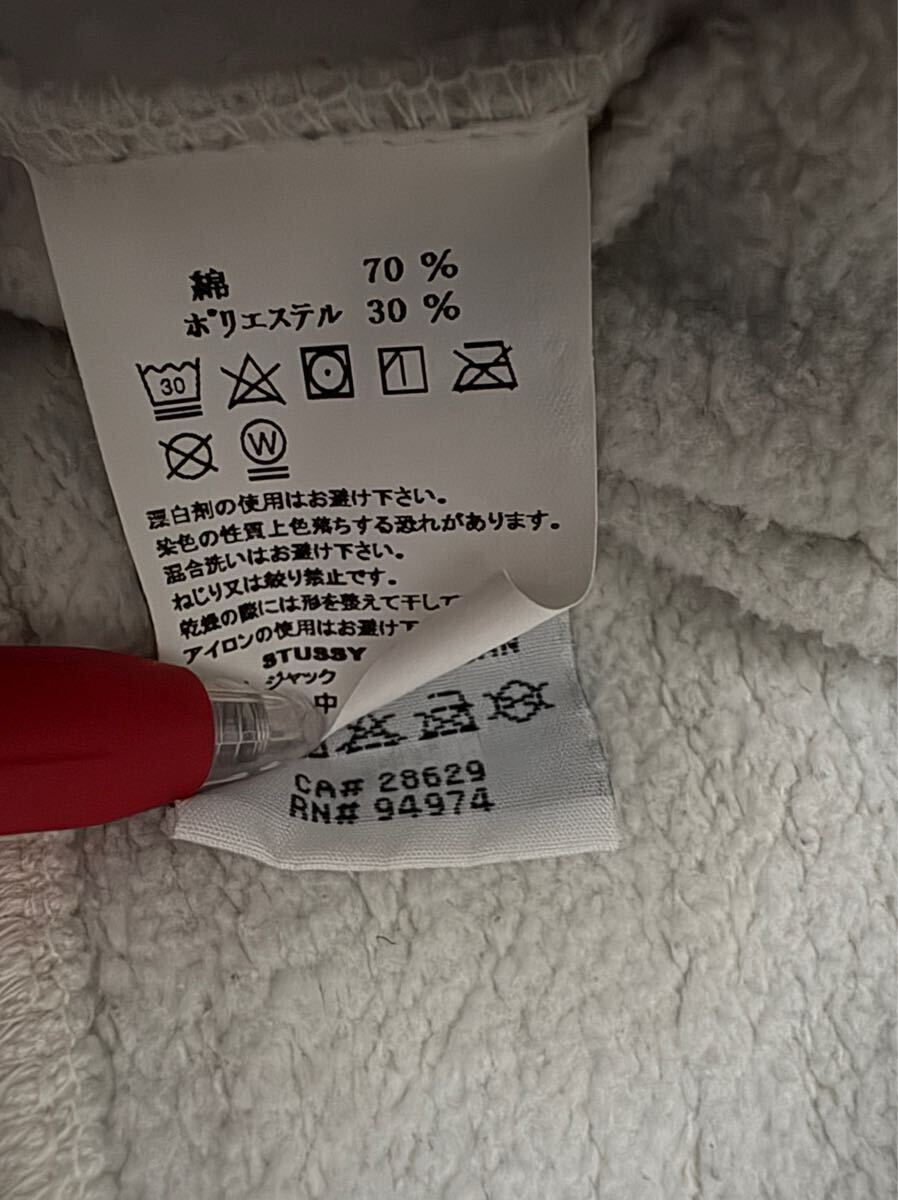 綿 70 %
ポリエステル 30 %
30
W
漂白剤の使用はお避け下さい。
染色の性質上色落ちする恐れがあります。
混合洗いはお避け下さい。
ねじり又は絞り禁止です。
乾燥の際には形を整えて干して
アイロンの使用はお避け下
STUSSY
ジャック
中
CA# 28629
RN# 94974